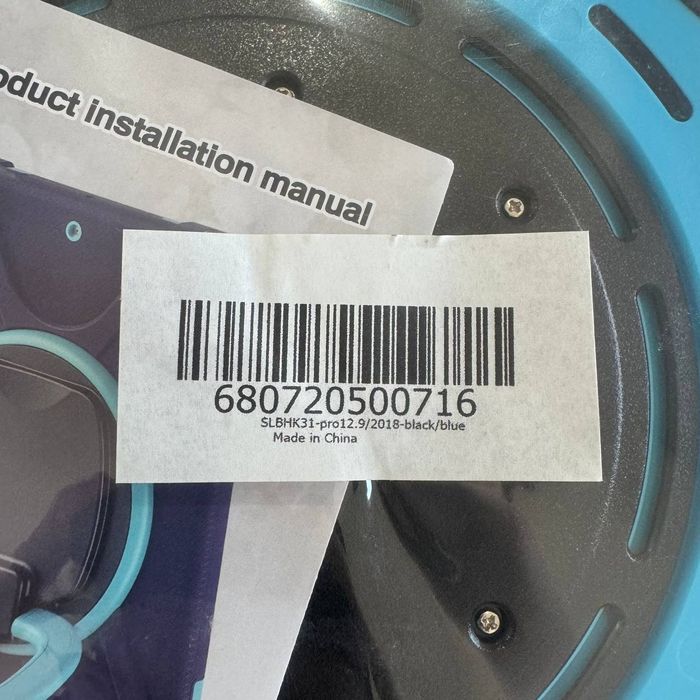 oduct installation manual
680720500716
SLBHK31-pro12.9/2018-black/blue
Made in China